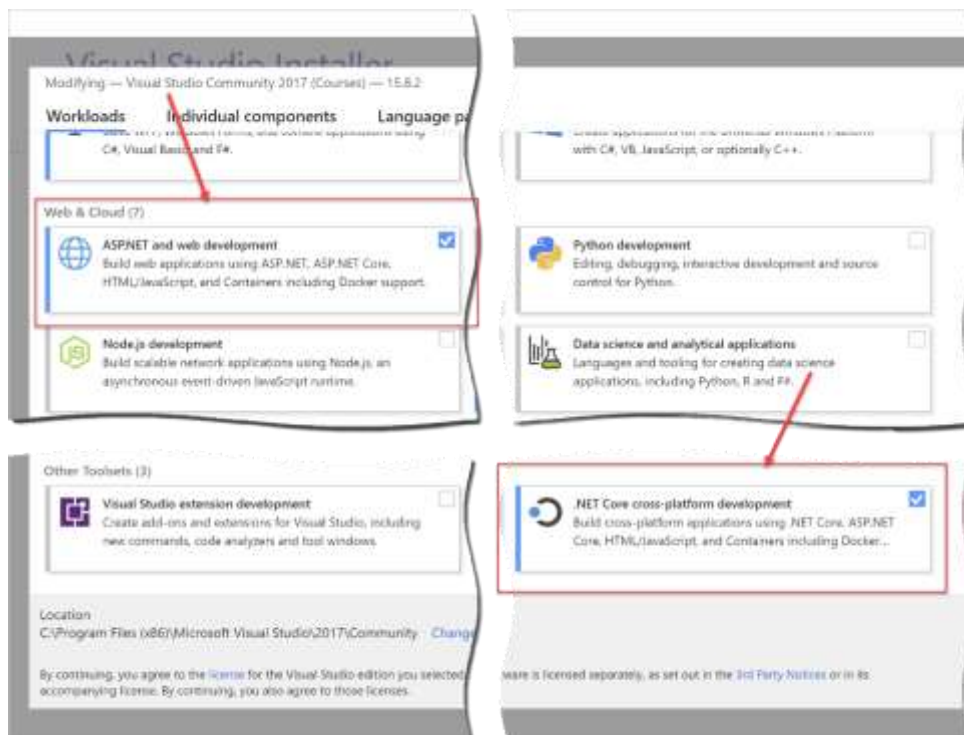 Visual Studio Installer
Modifying — Visual Studio Community 2017 (Courses) — 15.8.2
Workloads Individual components Language pa
C#, Visual Basic and F#.
with C#, VB, JavaScript, or optionally C++.
Web & Cloud (7)
ASP.NET and web development
Build web applications using ASP.NET, ASP.NET Core,
HTML/JavaScript, and Containers including Docker support.
Python development
Editing, debugging, interactive development and source
control for Python.
Node.js development
Build scalable network applications using Node.js, an
asynchronous event-driven JavaScript runtime.
Data science and analytical applications
Languages and tooling for creating data science
applications, including Python, R and F#.
Other Toolsets (3)
Visual Studio extension development
Create add-ons and extensions for Visual Studio, including
new commands, code analyzers and tool windows.
.NET Core cross-platform development
Build cross-platform applications using .NET Core, ASP.NET
Core, HTML/JavaScript, and Containers including Docker...
Location
C:\Program Files (x86)\Microsoft Visual Studio\2017\Community Change
By continuing, you agree to the license for the Visual Studio edition you selected. ware is licensed separately, as set out in the 3rd Party Notices or in its
accompanying license. By continuing, you also agree to those licenses.